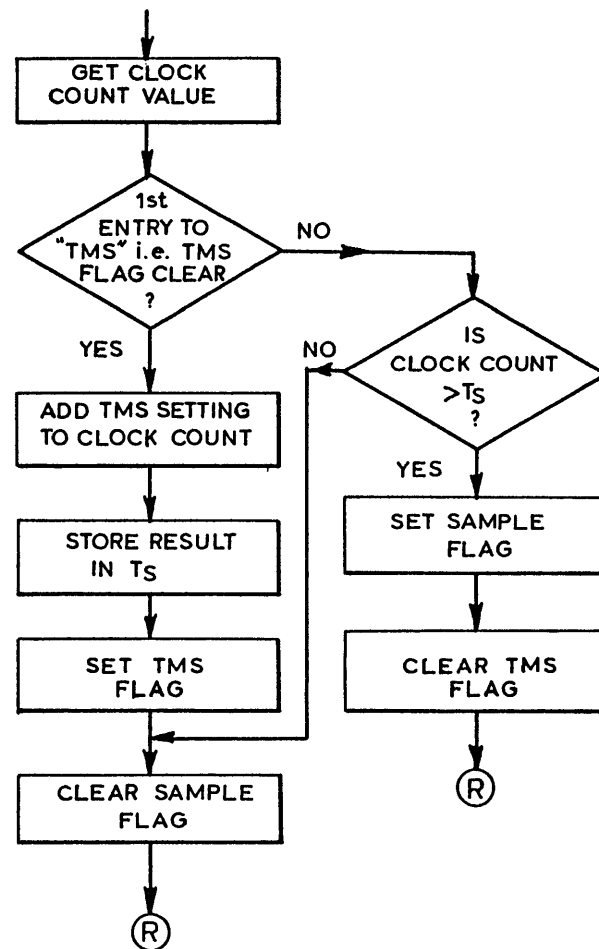 GET CLOCK
COUNT VALUE
1st
ENTRY TO
"TMS" i.e. TMS
FLAG CLEAR
?
NO
YES
ADD TMS SETTING
TO CLOCK COUNT
STORE RESULT
IN TS
SET TMS
FLAG
CLEAR SAMPLE
FLAG
R
IS
CLOCK COUNT
>TS
?
NO
YES
SET SAMPLE
FLAG
CLEAR TMS
FLAG
R